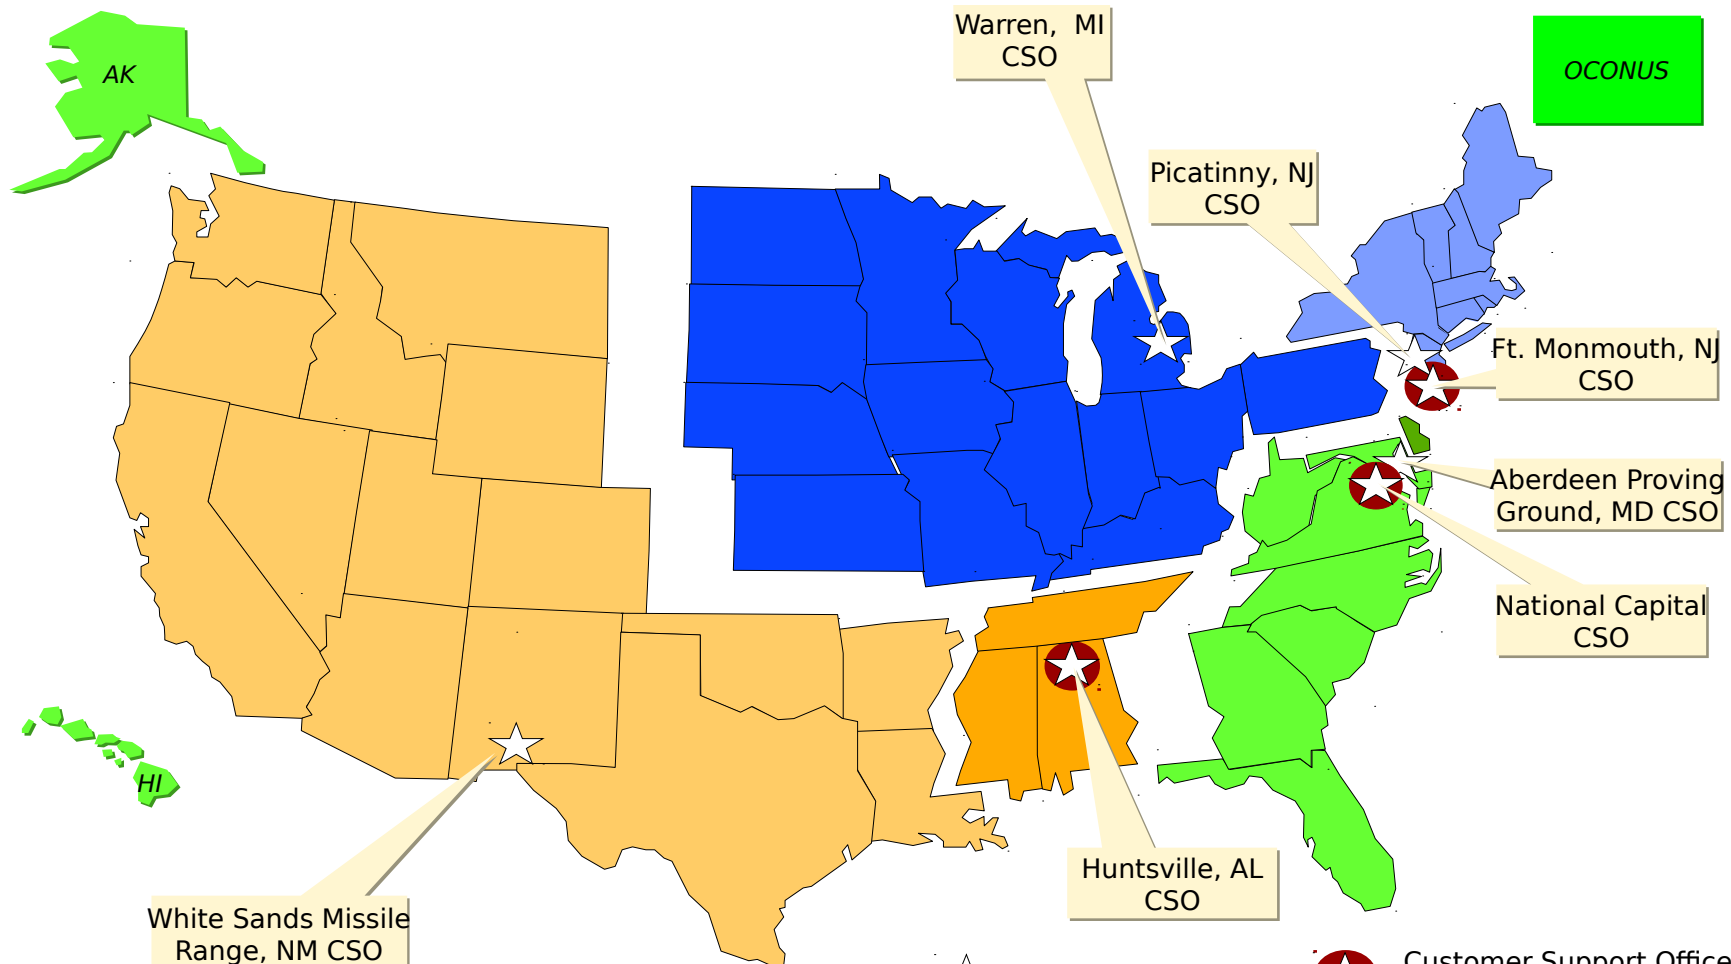 Warren, MI
CSO
OCONUS
AK
Picatinny, NJ
CSO
Ft. Monmouth, NJ
CSO
Aberdeen Proving
Ground, MD CSO
National Capital
CSO
HI
Huntsville, AL
CSO
White Sands Missile
Range, NM CSO
Customer Support Office